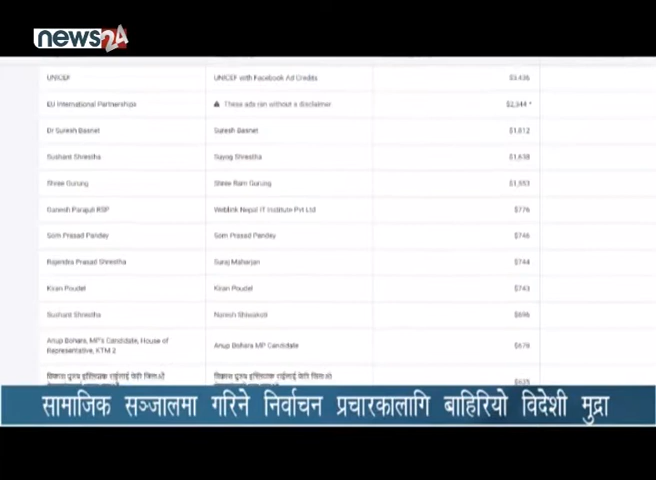 news24
UNICEF UNICEF with Facebook Ad Credits $3,436
EU International Partnerships These ads ran without a disclaimer $2,344 *
Dr Suresh Basnet Suresh Basnet $1,812
Sushant Shrestha Sayog Shrestha $1,638
Shree Gurung Shree Ram Gurung $1,553
Ganesh Parajuli RSP Weblink Nepal IT Institute Pvt Ltd $776
Som Prasad Pandey Som Prasad Pandey $746
Rajendra Prasad Shrestha Suraj Maharjan $744
Kiran Poudel Kiran Poudel $743
Sushant Shrestha Naresh Shiwakoti $696
Anup Bohara, MP's Candidate, House of
Representative, KTM 2 Anup Bohara MP Candidate $678
$635
सामाजिक सञ्जालमा गरिने निर्वाचन प्रचारकालागि बाहिरियो विदेशी मुद्रा